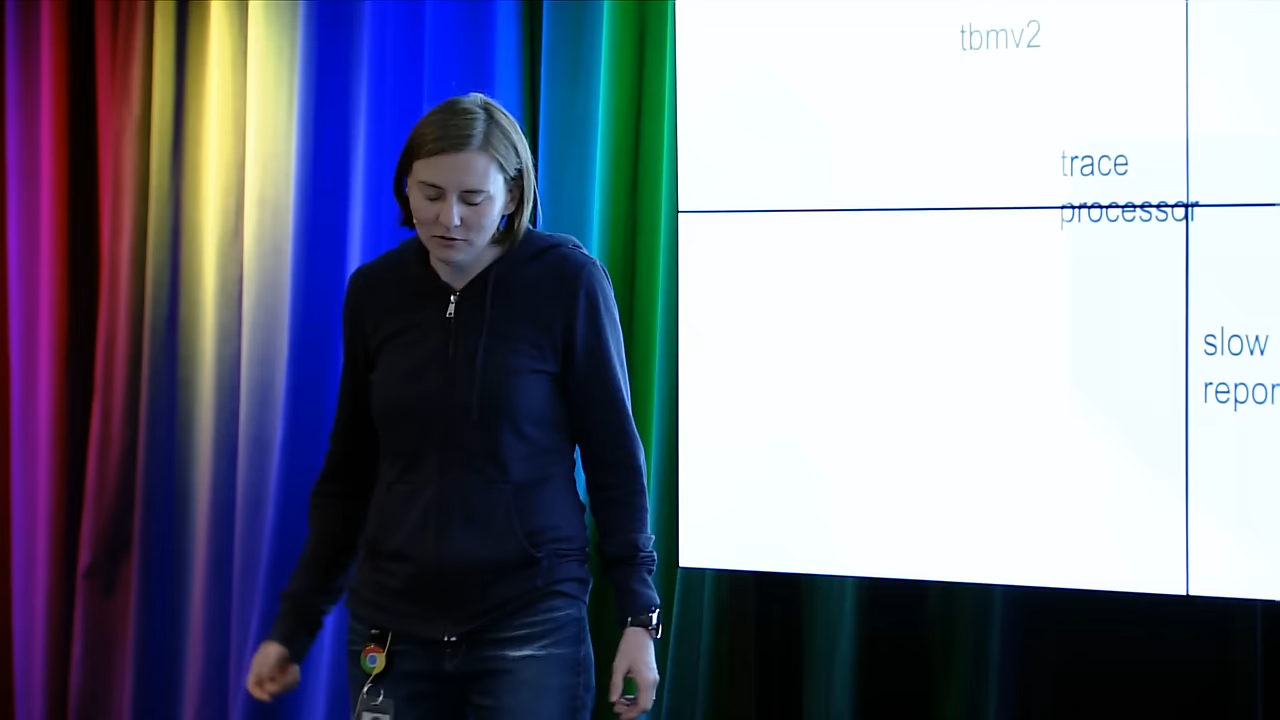 tbmv2
trace
processor
slow
repor